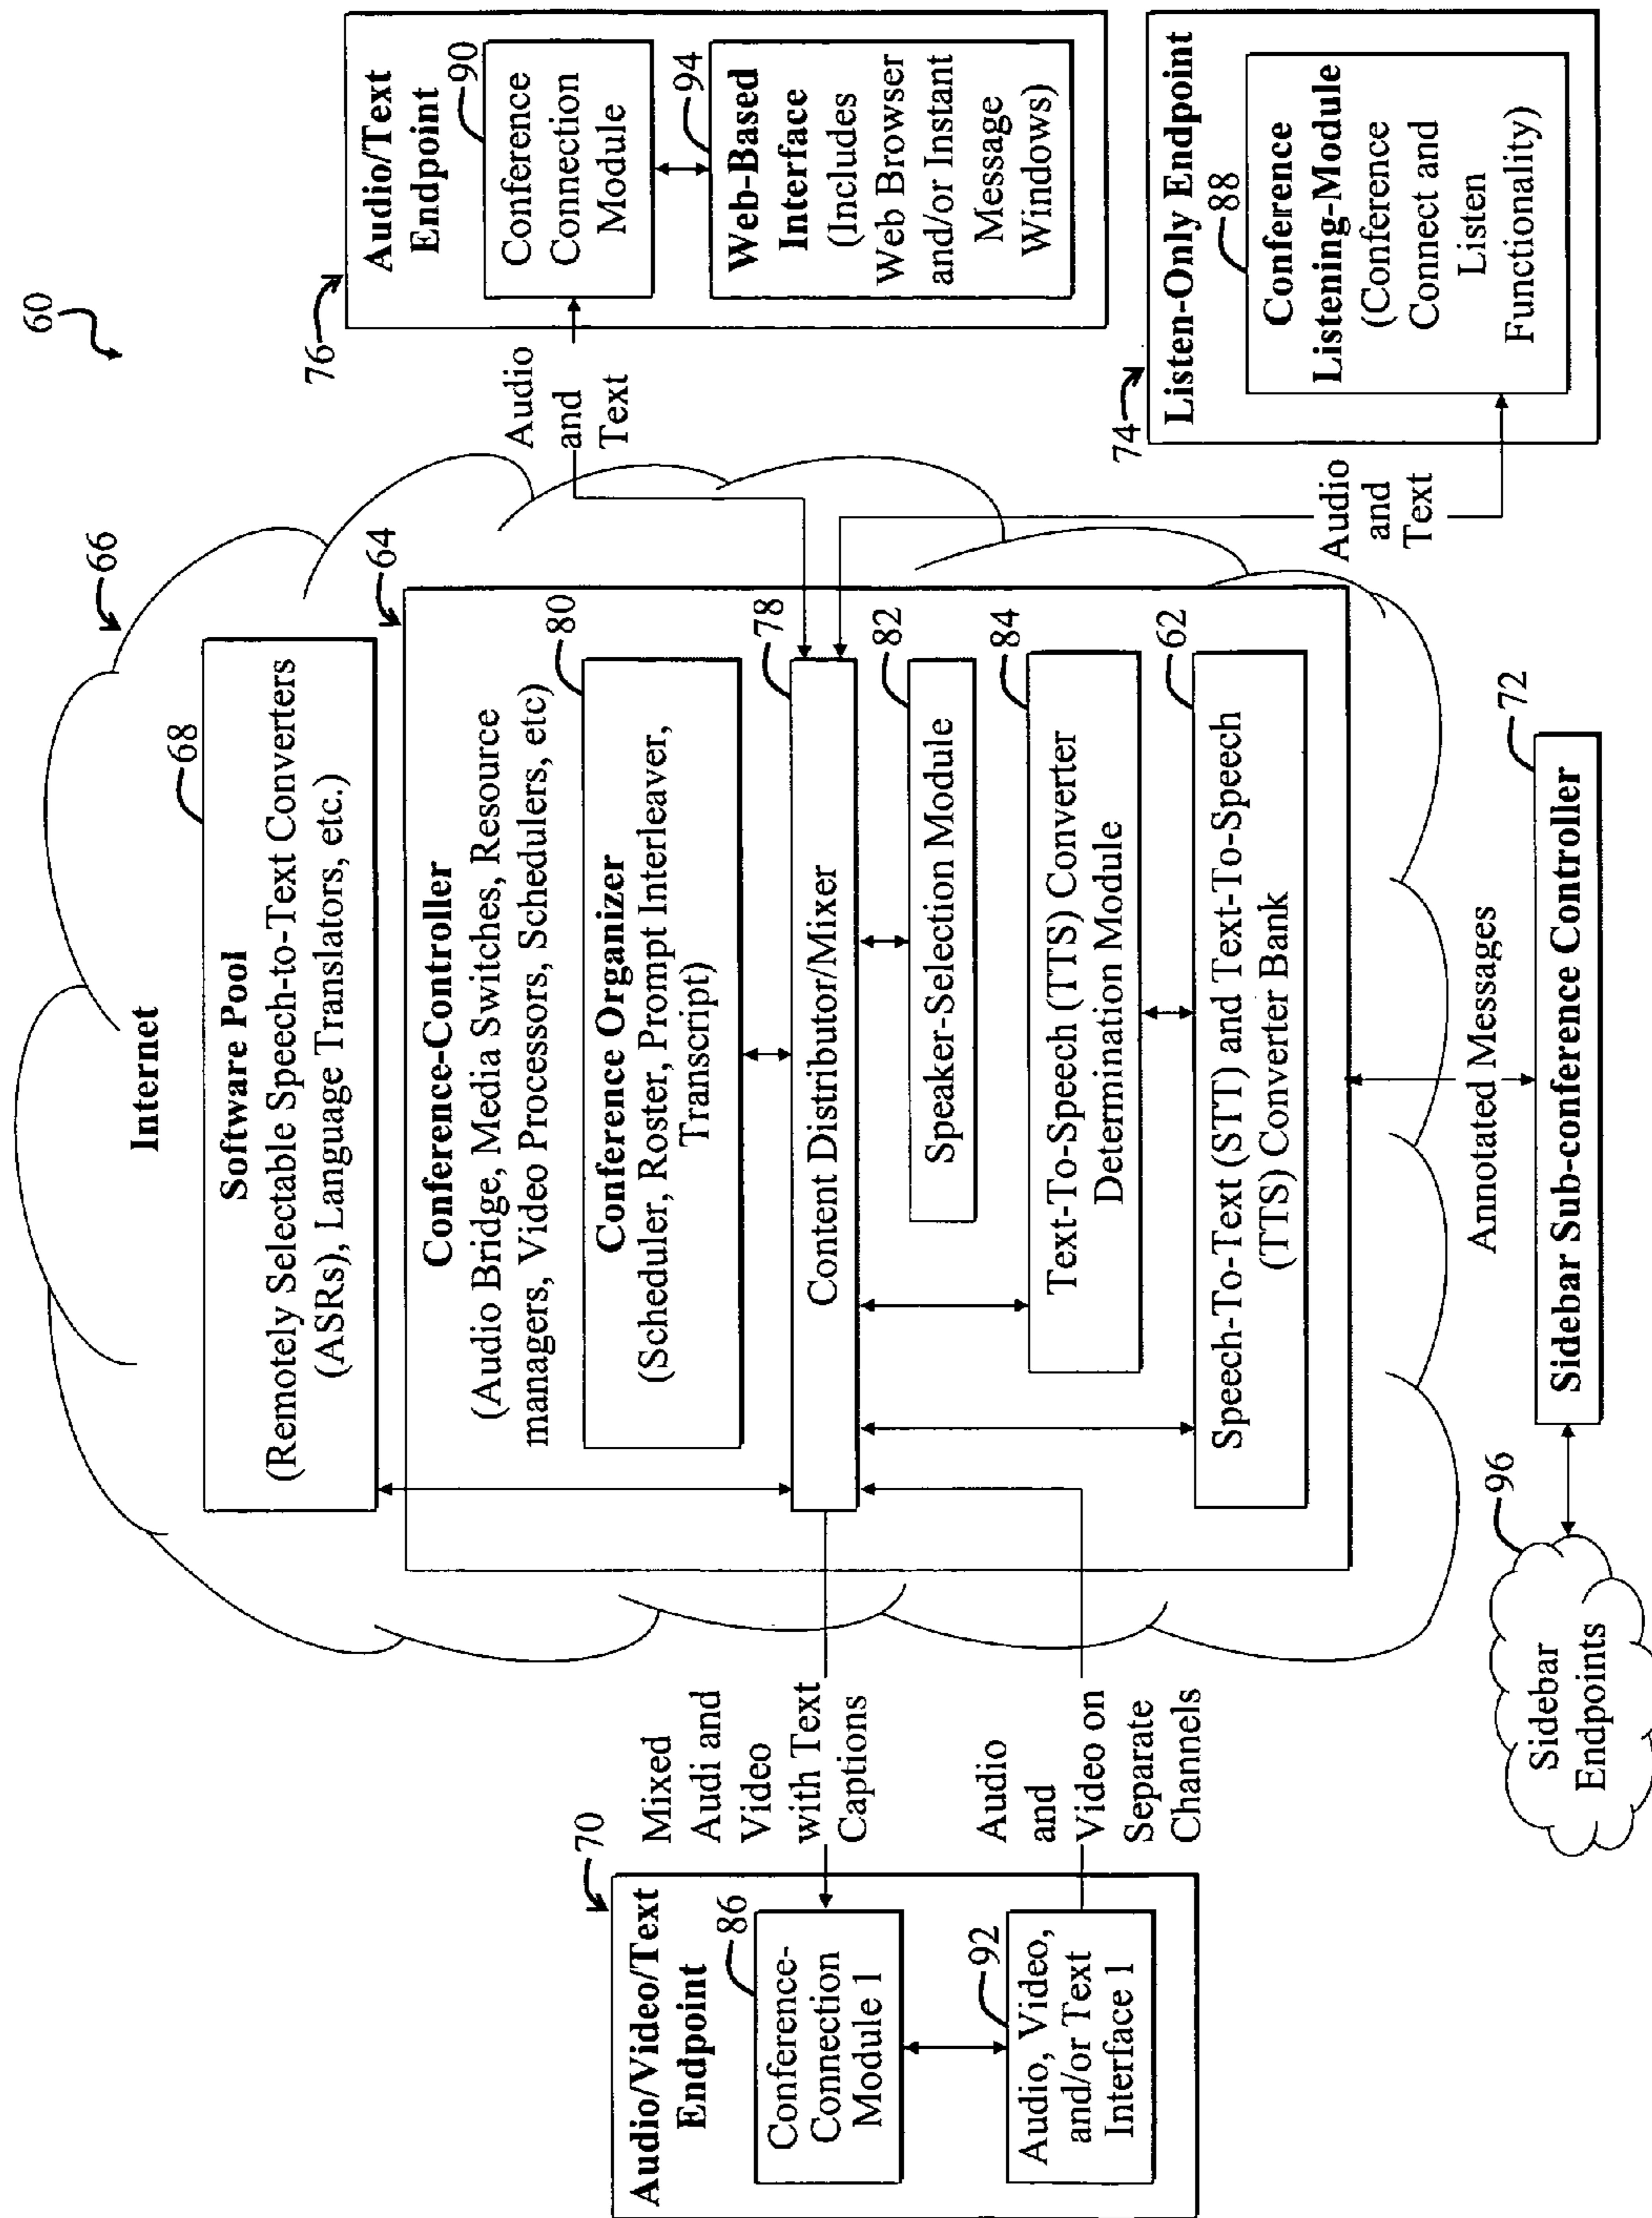 60
66
Internet
Software Pool
68
(Remotely Selectable Speech-to-Text Converters
(ASRs), Language Translators, etc.)
64
Conference-Controller
(Audio Bridge, Media Switches, Resource
managers, Video Processors, Schedulers, etc)
80
Conference Organizer
(Scheduler, Roster, Prompt Interleaver,
Transcript)
78
Content Distributor/Mixer
82
Speaker-Selection Module
84
Text-To-Speech (TTS) Converter
Determination Module
62
Speech-To-Text (STT) and Text-To-Speech
(TTS) Converter Bank
70
Audio/Video/Text
Endpoint
86
Conference-
Connection
Module 1
92
Audio, Video,
and/or Text
Interface 1
Mixed
Audi and
Video
with Text
Captions
Audio
and
Video on
Separate
Channels
76
Audio/Text
Endpoint
90
Conference
Connection
Module
94
Web-Based
Interface
(Includes
Web Browser
and/or Instant
Message
Windows)
Audio
and
Text
74
Listen-Only Endpoint
88
Conference
Listening-Module
(Conference
Connect and
Listen
Functionality)
Audio
and
Text
Annotated Messages
72
Sidebar Sub-conference Controller
96
Sidebar
Endpoints